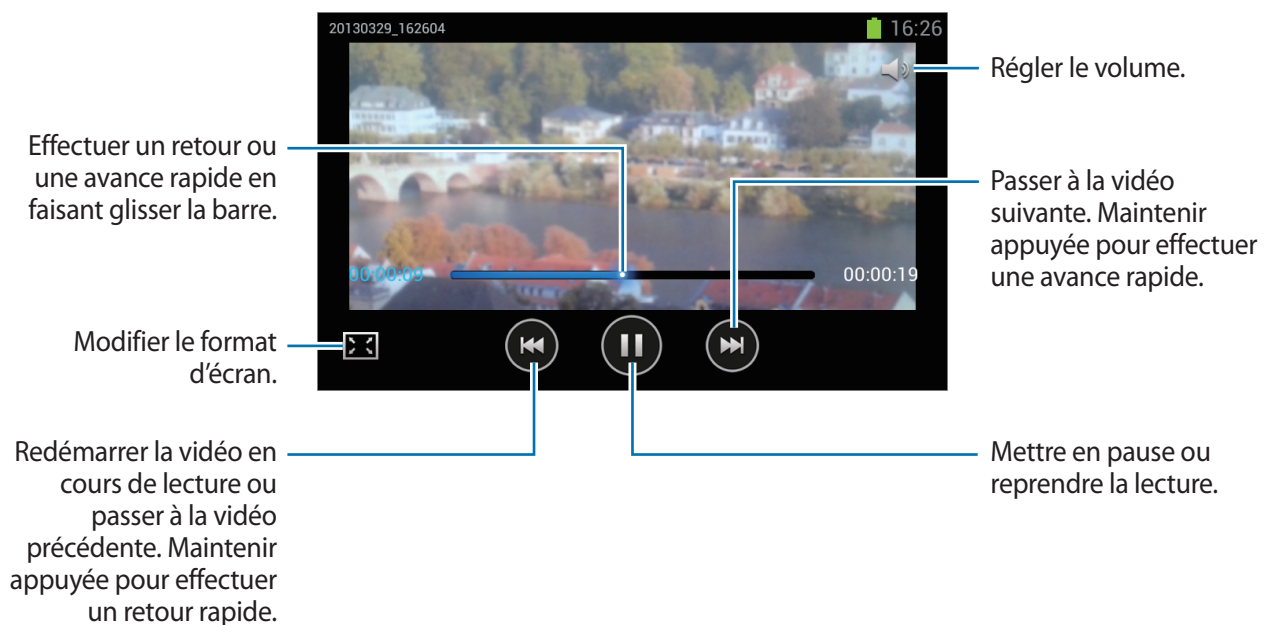 20130329_162604
16:26
Régler le volume.
Effectuer un retour ou
une avance rapide en
faisant glisser la barre.
Passer à la vidéo
suivante. Maintenir
appuyée pour effectuer
une avance rapide.
00:00:09
00:00:19
Modifier le format
d'écran.
Redémarrer la vidéo en
cours de lecture ou
passer à la vidéo
précédente. Maintenir
appuyée pour effectuer
un retour rapide.
Mettre en pause ou
reprendre la lecture.